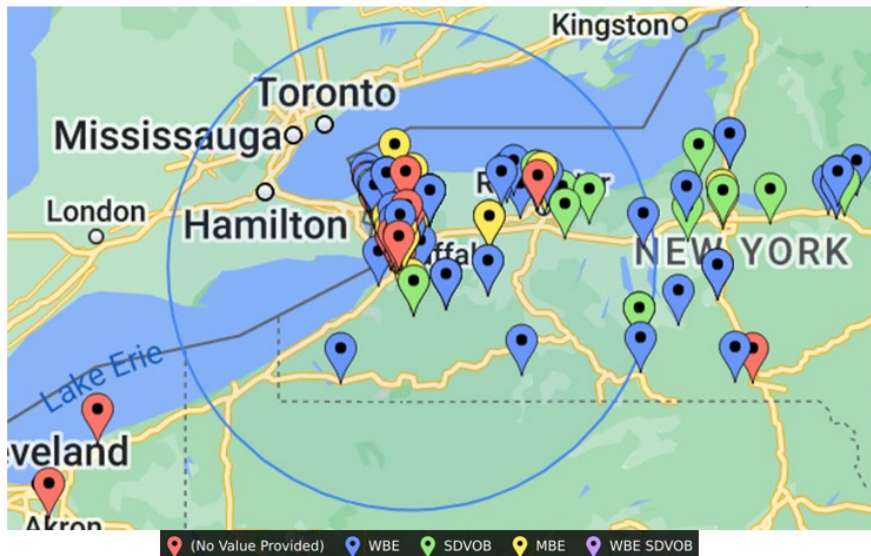 Kingston
Toronto
Mississauga
London
Hamilton
NEW YORK
Lake Erie
eveland
Akron
(No Value Provided) WBE SDVOB MBE WBE SDVOB